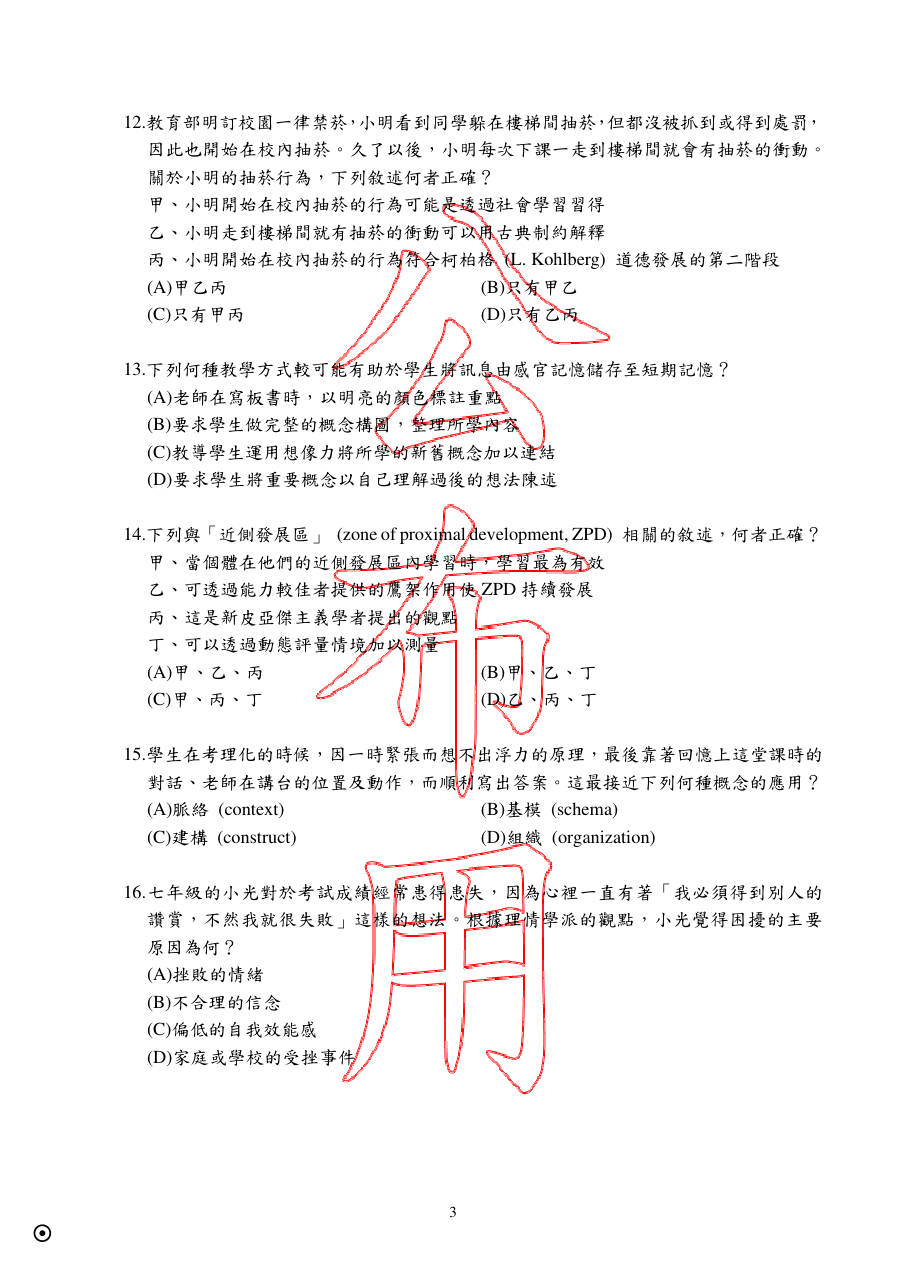 12.教育部明訂校園一律禁菸，小明看到同學躲在樓梯間抽菸，但都沒被抓到或得到處罰，
因此也開始在校內抽菸。久了以後，小明每次下課一走到樓梯間就會有抽菸的衝動。
關於小明的抽菸行為，下列敘述何者正確？
甲、小明開始在校內抽菸的行為可能是透過社會學習習得
乙、小明走到樓梯間就有抽菸的衝動可以用古典制約解釋
丙、小明開始在校內抽菸的行為符合柯柏格 (L. Kohlberg) 道德發展的第二階段
(A)甲乙丙 (B)只有甲乙
(C)只有甲丙 (D)只有乙丙
13.下列何種教學方式較可能有助於學生將訊息由感官記憶儲存至短期記憶？
(A)老師在寫板書時，以明亮的顏色標註重點
(B)要求學生做完整的概念構圖，整理所學內容
(C)教導學生運用想像力將所學的新舊概念加以連結
(D)要求學生將重要概念以自己理解過後的想法陳述
14.下列與「近側發展區」 (zone of proximal development, ZPD) 相關的敘述，何者正確？
甲、當個體在他們的近側發展區內學習時，學習最為有效
乙、可透過能力較佳者提供的鷹架作用使 ZPD 持續發展
丙、這是新皮亞傑主義學者提出的觀點
丁、可以透過動態評量情境加以測量
(A)甲、乙、丙 (B)甲、乙、丁
(C)甲、丙、丁 (D)乙、丙、丁
15.學生在考理化的時候，因一時緊張而想不出浮力的原理，最後靠著回憶上這堂課時的
對話、老師在講台的位置及動作，而順利寫出答案。這最接近下列何種概念的應用？
(A)脈絡 (context) (B)基模 (schema)
(C)建構 (construct) (D)組織 (organization)
16.七年級的小光對於考試成績經常患得患失，因為心裡一直有著「我必須得到別人的
讚賞，不然我就很失敗」這樣的想法。根據理情學派的觀點，小光覺得困擾的主要
原因為何？
(A)挫敗的情緒
(B)不合理的信念
(C)偏低的自我效能感
(D)家庭或學校的受挫事件
公布用
3